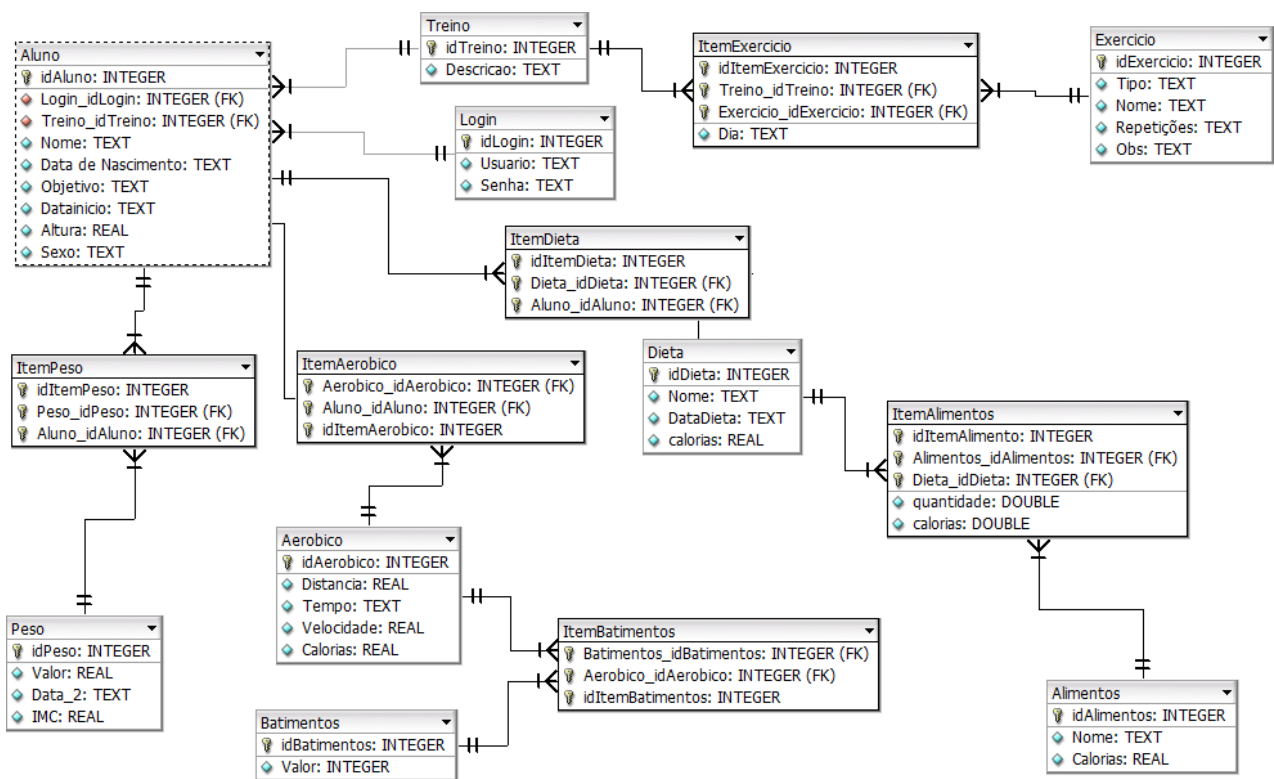 Treino
idTreino: INTEGER
Descricao: TEXT
Aluno
idAluno: INTEGER
Login_idLogin: INTEGER (FK)
Treino_idTreino: INTEGER (FK)
Nome: TEXT
Data de Nascimento: TEXT
Objetivo: TEXT
Datainicio: TEXT
Altura: REAL
Sexo: TEXT
ItemExercicio
idItemExercicio: INTEGER
Treino_idTreino: INTEGER (FK)
Exercicio_idExercicio: INTEGER (FK)
Dia: TEXT
Exercicio
idExercicio: INTEGER
Tipo: TEXT
Nome: TEXT
Repetições: TEXT
Obs: TEXT
Login
idLogin: INTEGER
Usuario: TEXT
Senha: TEXT
ItemDieta
idItemDieta: INTEGER
Dieta_idDieta: INTEGER (FK)
Aluno_idAluno: INTEGER (FK)
ItemPeso
idItemPeso: INTEGER
Peso_idPeso: INTEGER (FK)
Aluno_idAluno: INTEGER (FK)
ItemAerobico
Aerobico_idAerobico: INTEGER (FK)
Aluno_idAluno: INTEGER (FK)
idItemAerobico: INTEGER
Dieta
idDieta: INTEGER
Nome: TEXT
DataDieta: TEXT
calorias: REAL
ItemAlimentos
idItemAlimento: INTEGER
Alimentos_idAlimentos: INTEGER (FK)
Dieta_idDieta: INTEGER (FK)
quantidade: DOUBLE
calorias: DOUBLE
Aerobico
idAerobico: INTEGER
Distancia: REAL
Tempo: TEXT
Velocidade: REAL
Calorias: REAL
Peso
idPeso: INTEGER
Valor: REAL
Data_2: TEXT
IMC: REAL
ItemBatimentos
Batimentos_idBatimentos: INTEGER (FK)
Aerobico_idAerobico: INTEGER (FK)
idItemBatimentos: INTEGER
Batimentos
idBatimentos: INTEGER
Valor: INTEGER
Alimentos
idAlimentos: INTEGER
Nome: TEXT
Calorias: REAL